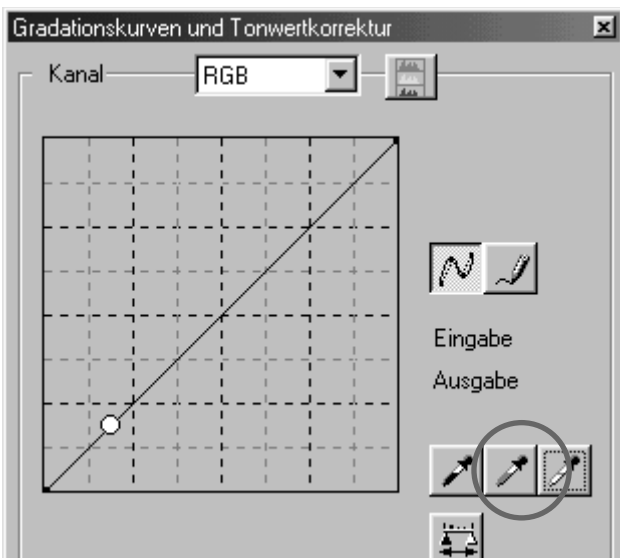 Gradationskurven und Tonwertkorrektur
Kanal RGB
Eingabe
Ausgabe